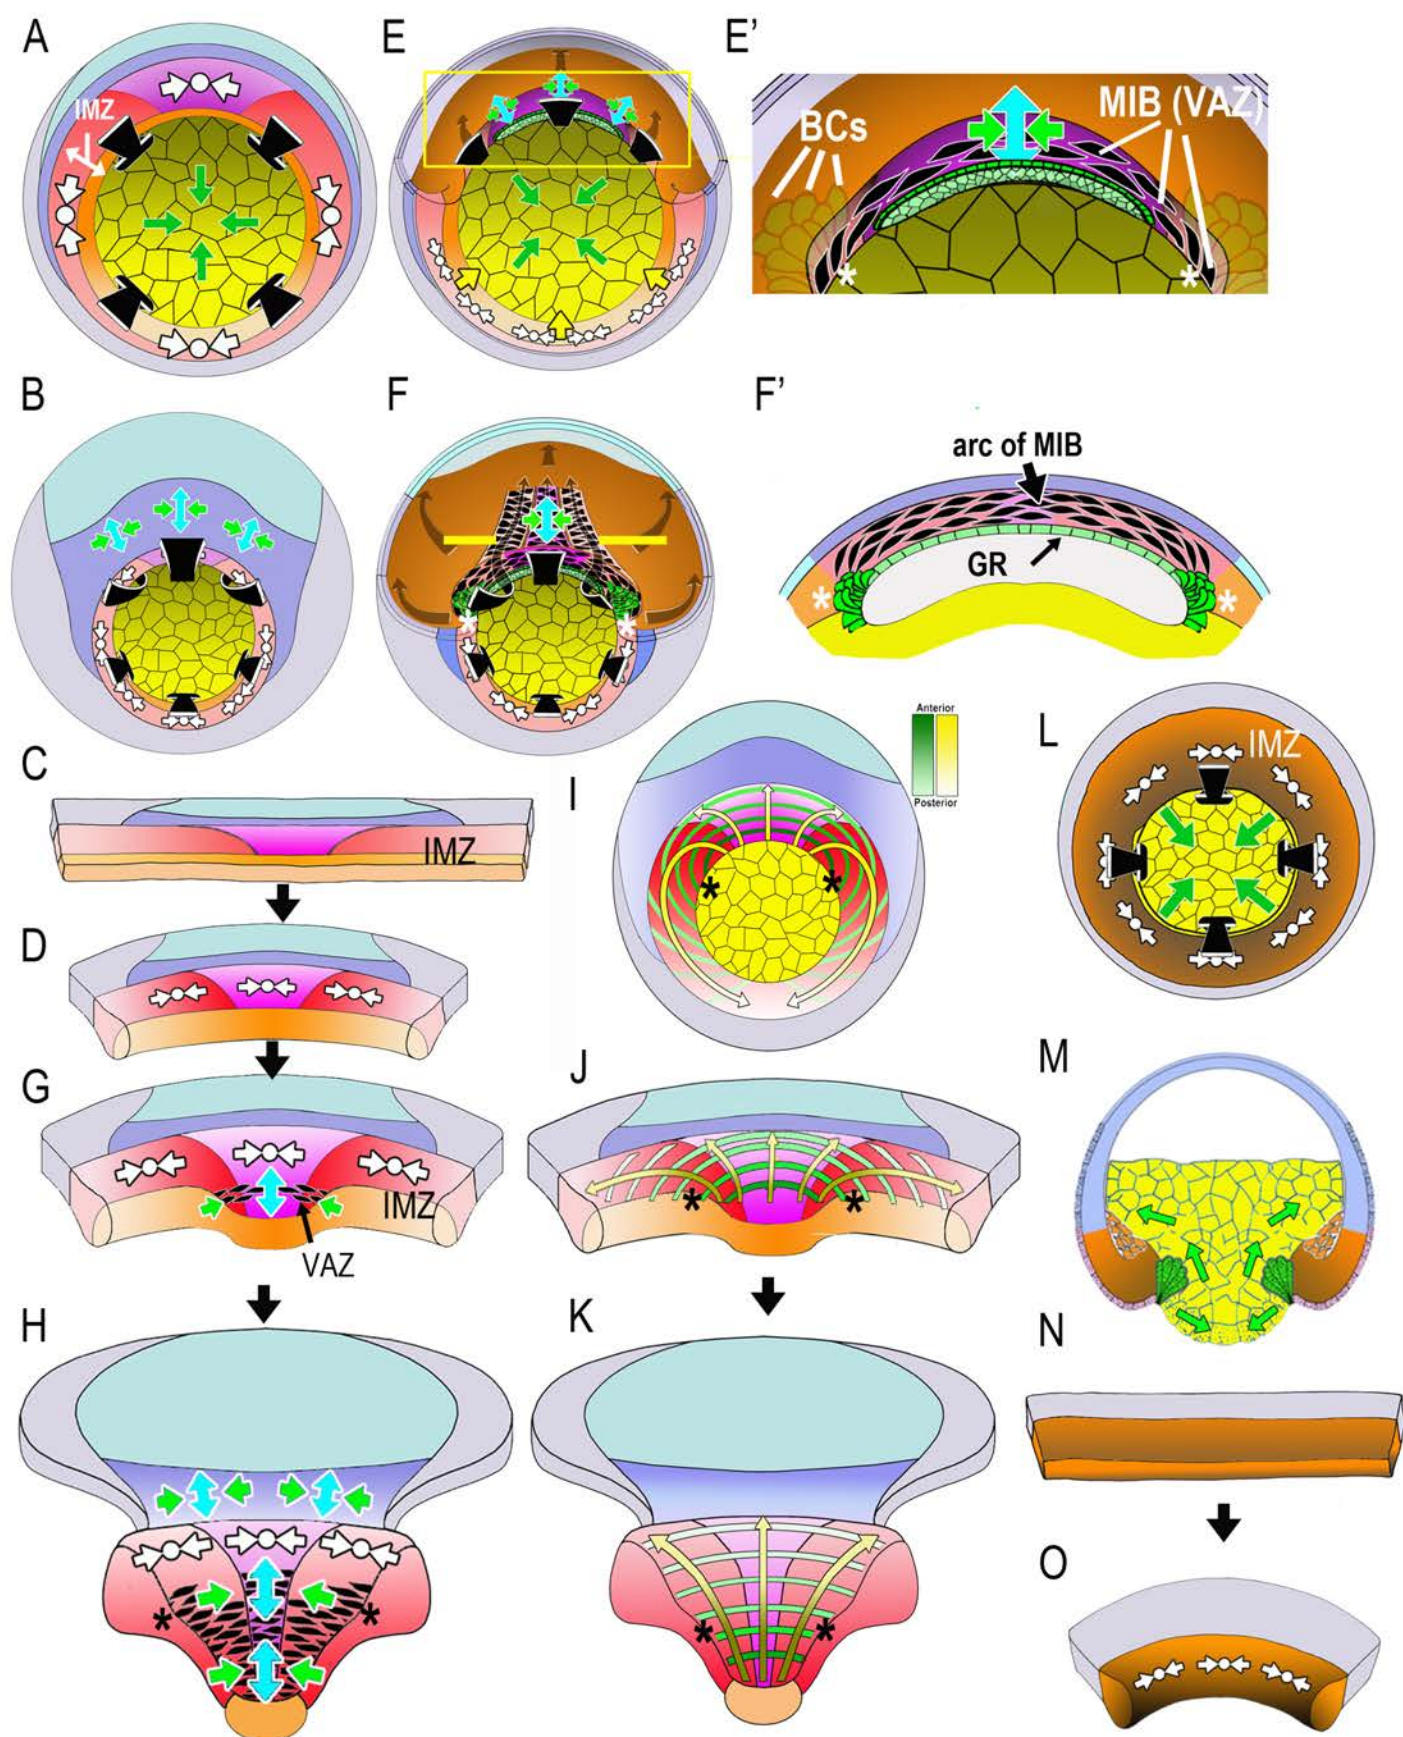 A
E
E’
IMZ
BCs
MIB (VAZ)
*
*
B
F
F’
arc of MIB
GR
*
*
*
*
C
IMZ
I
Anterior
Posterior
*
*
L
IMZ
D
G
IMZ
VAZ
J
*
*
M
H
*
*
K
*
*
N
O